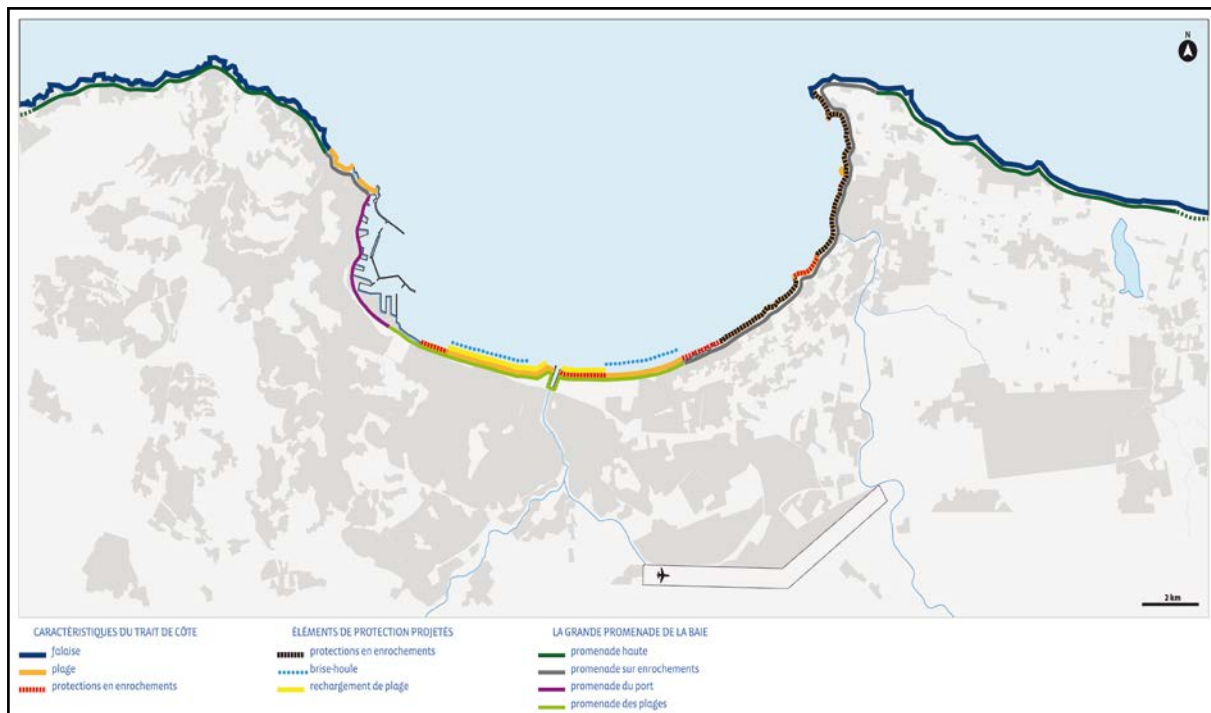 N
2 km
CARACTÉRISTIQUES DU TRAIT DE CÔTE
falaise
plage
protections en enrochements
ÉLÉMENTS DE PROTECTION PROJETÉS
protections en enrochements
brise-houle
rechargement de plage
LA GRANDE PROMENADE DE LA BAIE
promenade haute
promenade sur enrochements
promenade du port
promenade des plages